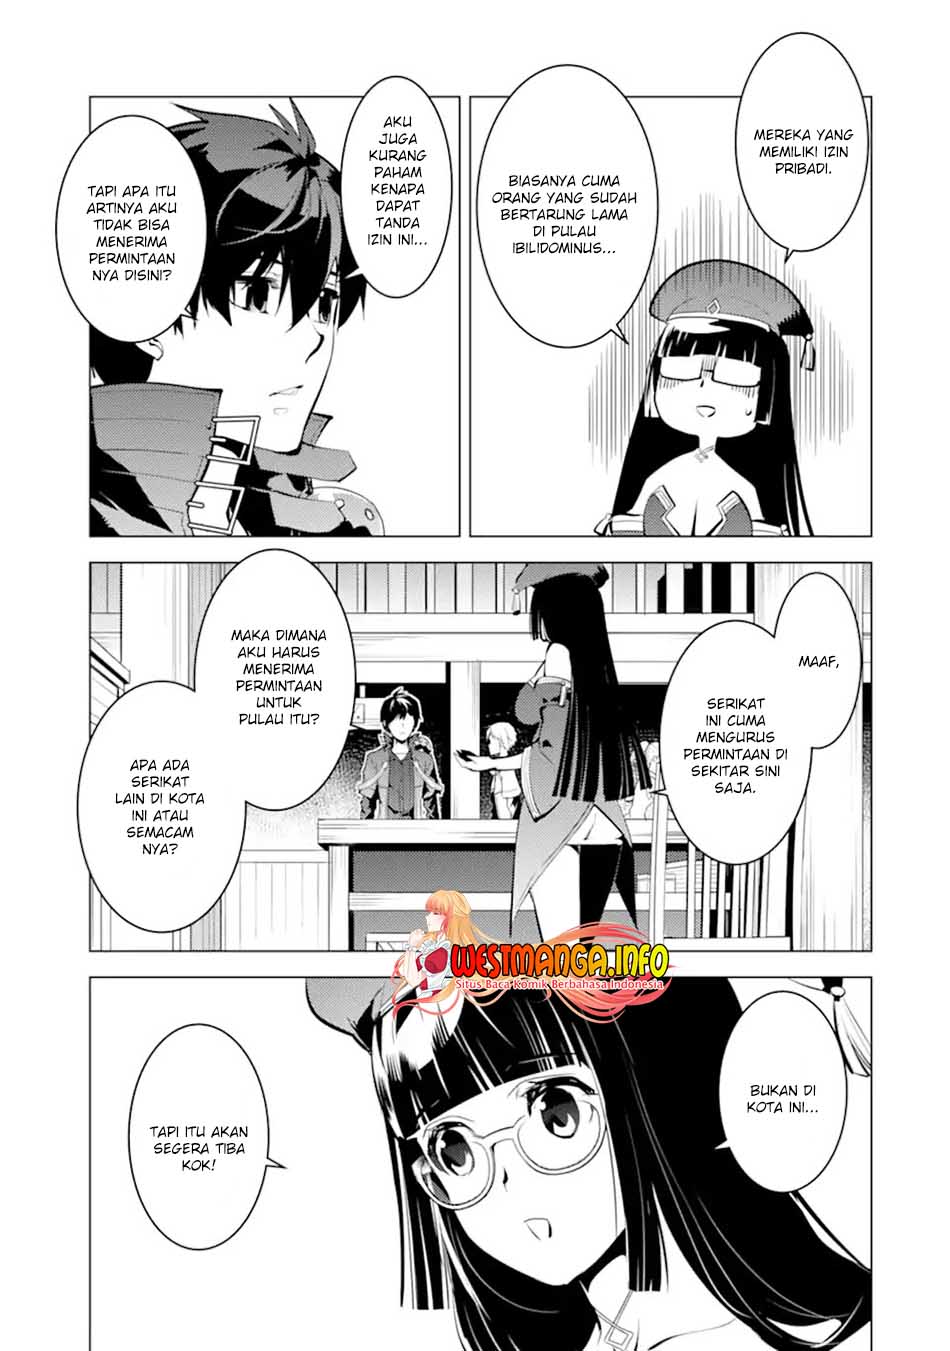 MEREKA YANG
MEMILIKI IZIN
PRIBADI.
BIASANYA CUMA
ORANG YANG SUDAH
BERTARUNG LAMA
DI PULAU
IBILIDOMINUS...
AKU
JUGA
KURANG
PAHAM
KENAPA
DAPAT
TANDA
IZIN INI...
TAPI APA ITU
ARTINYA AKU
TIDAK BISA
MENERIMA
PERMINTAAN
NYA DISINI?
MAAF,
SERIKAT
INI CUMA
MENGURUS
PERMINTAAN DI
SEKITAR SINI
SAJA.
MAKA DIMANA
AKU HARUS
MENERIMA
PERMINTAAN
UNTUK
PULAU ITU?
APA ADA
SERIKAT
LAIN DI KOTA
INI ATAU
SEMACAM
NYA?
WESTMANGA.INFO
Situs Baca Komik Berbahasa Indonesia
BUKAN DI
KOTA INI...
TAPI ITU AKAN
SEGERA TIBA
KOK!